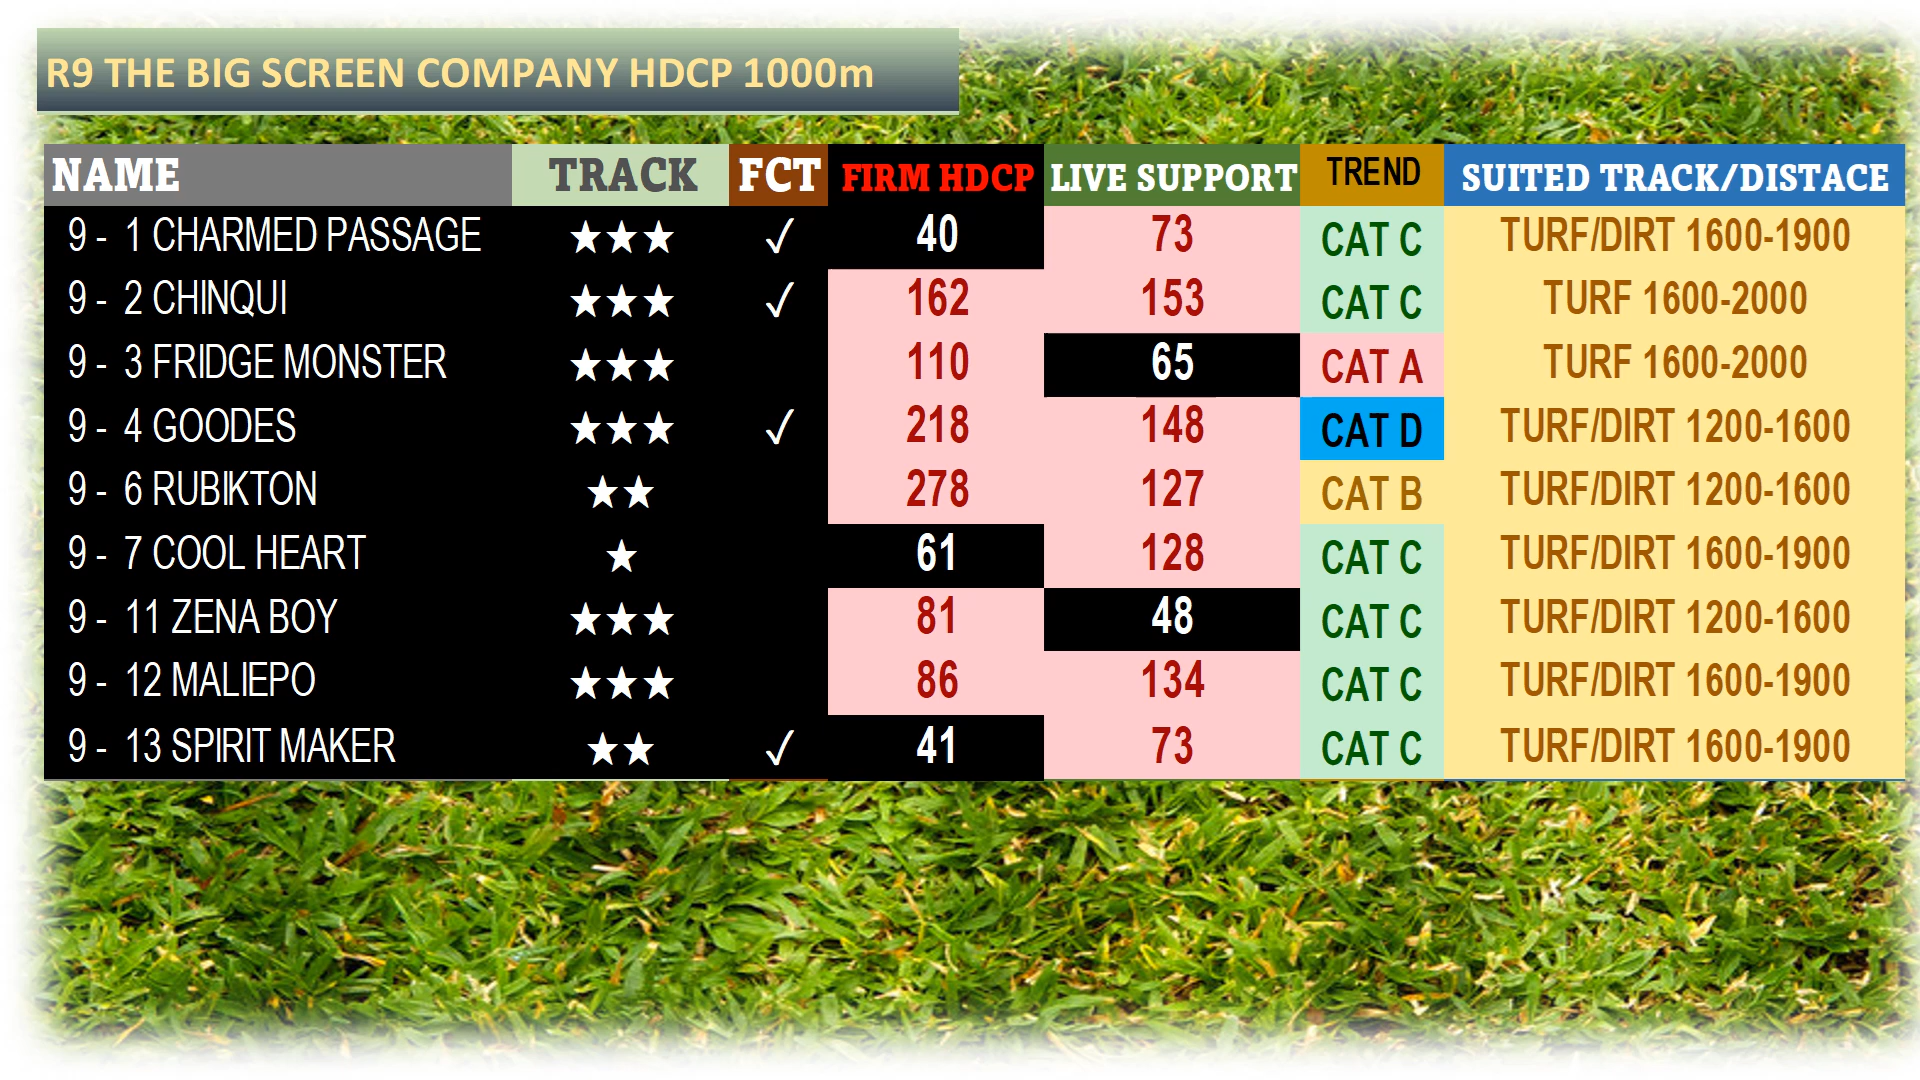 R9 THE BIG SCREEN COMPANY HDCP 1000m
NAME TRACK FCT FIRM HDCP LIVE SUPPORT TREND SUITED TRACK/DISTACE
9 - 1 CHARMED PASSAGE ★★★ ✓ 40 73 CAT C TURF/DIRT 1600-1900
9 - 2 CHINQUI ★★★ ✓ 162 153 CAT C TURF 1600-2000
9 - 3 FRIDGE MONSTER ★★★ 110 65 CAT A TURF 1600-2000
9 - 4 GOODES ★★★ ✓ 218 148 CAT D TURF/DIRT 1200-1600
9 - 6 RUBIKTON ★★ 278 127 CAT B TURF/DIRT 1200-1600
9 - 7 COOL HEART ★ 61 128 CAT C TURF/DIRT 1600-1900
9 - 11 ZENA BOY ★★★ 81 48 CAT C TURF/DIRT 1200-1600
9 - 12 MALIEPO ★★★ 86 134 CAT C TURF/DIRT 1600-1900
9 - 13 SPIRIT MAKER ★★ ✓ 41 73 CAT C TURF/DIRT 1600-1900